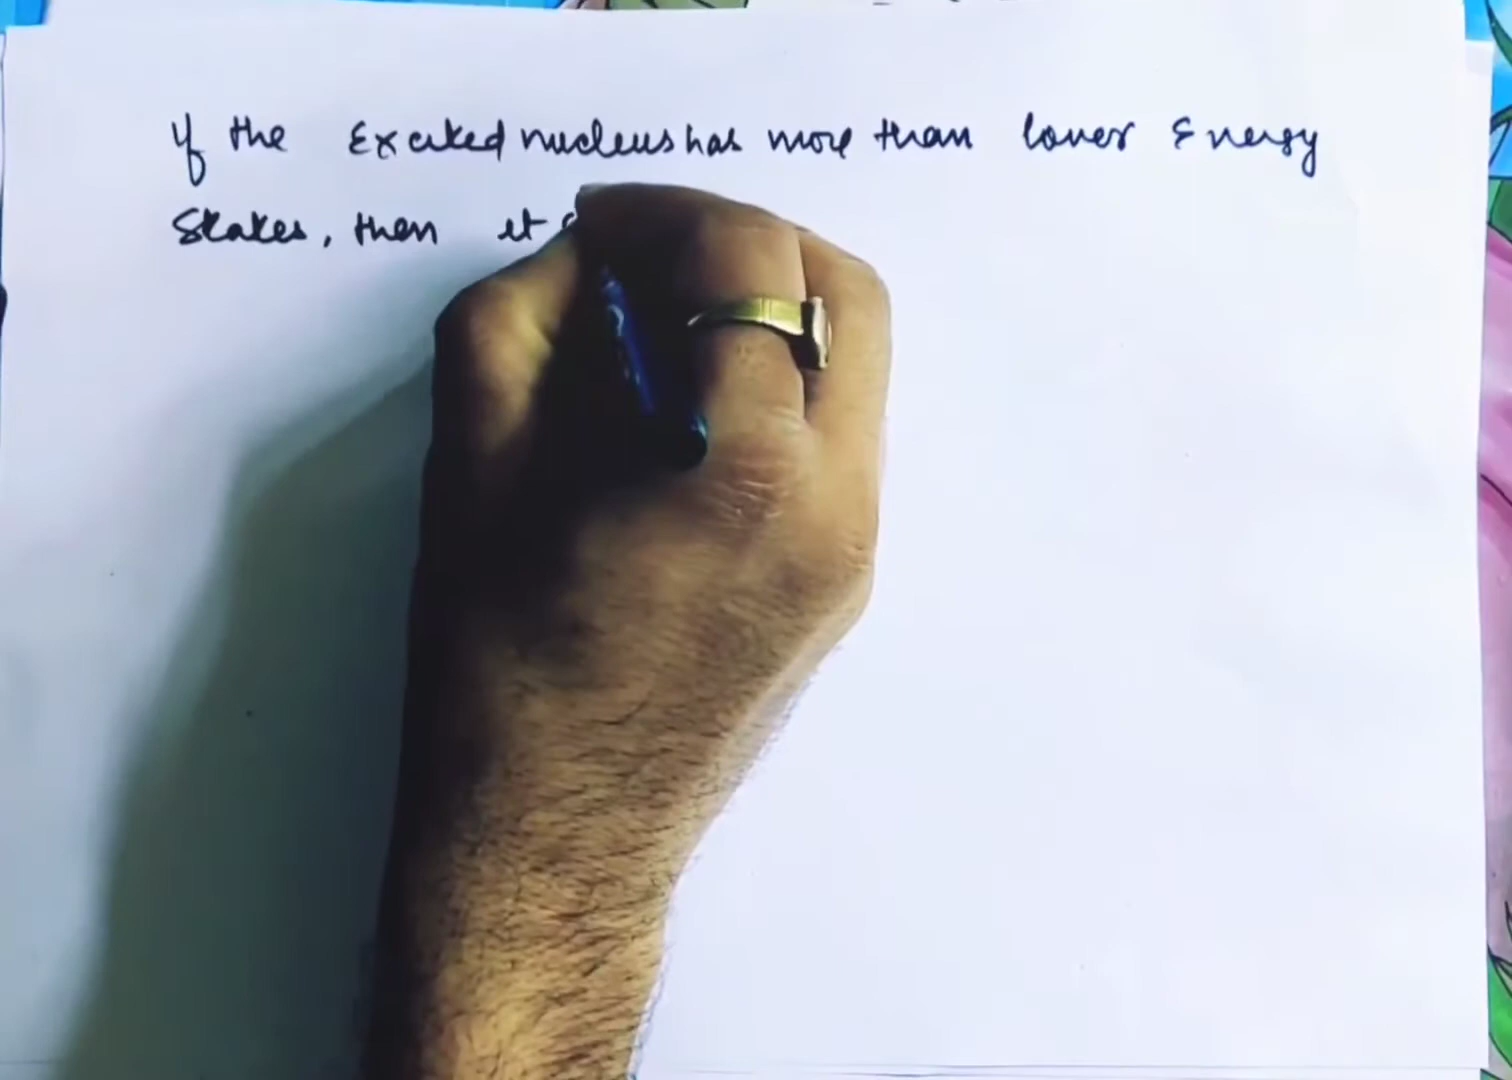 If the Excited nucleus has more than lower Energy
States, then it